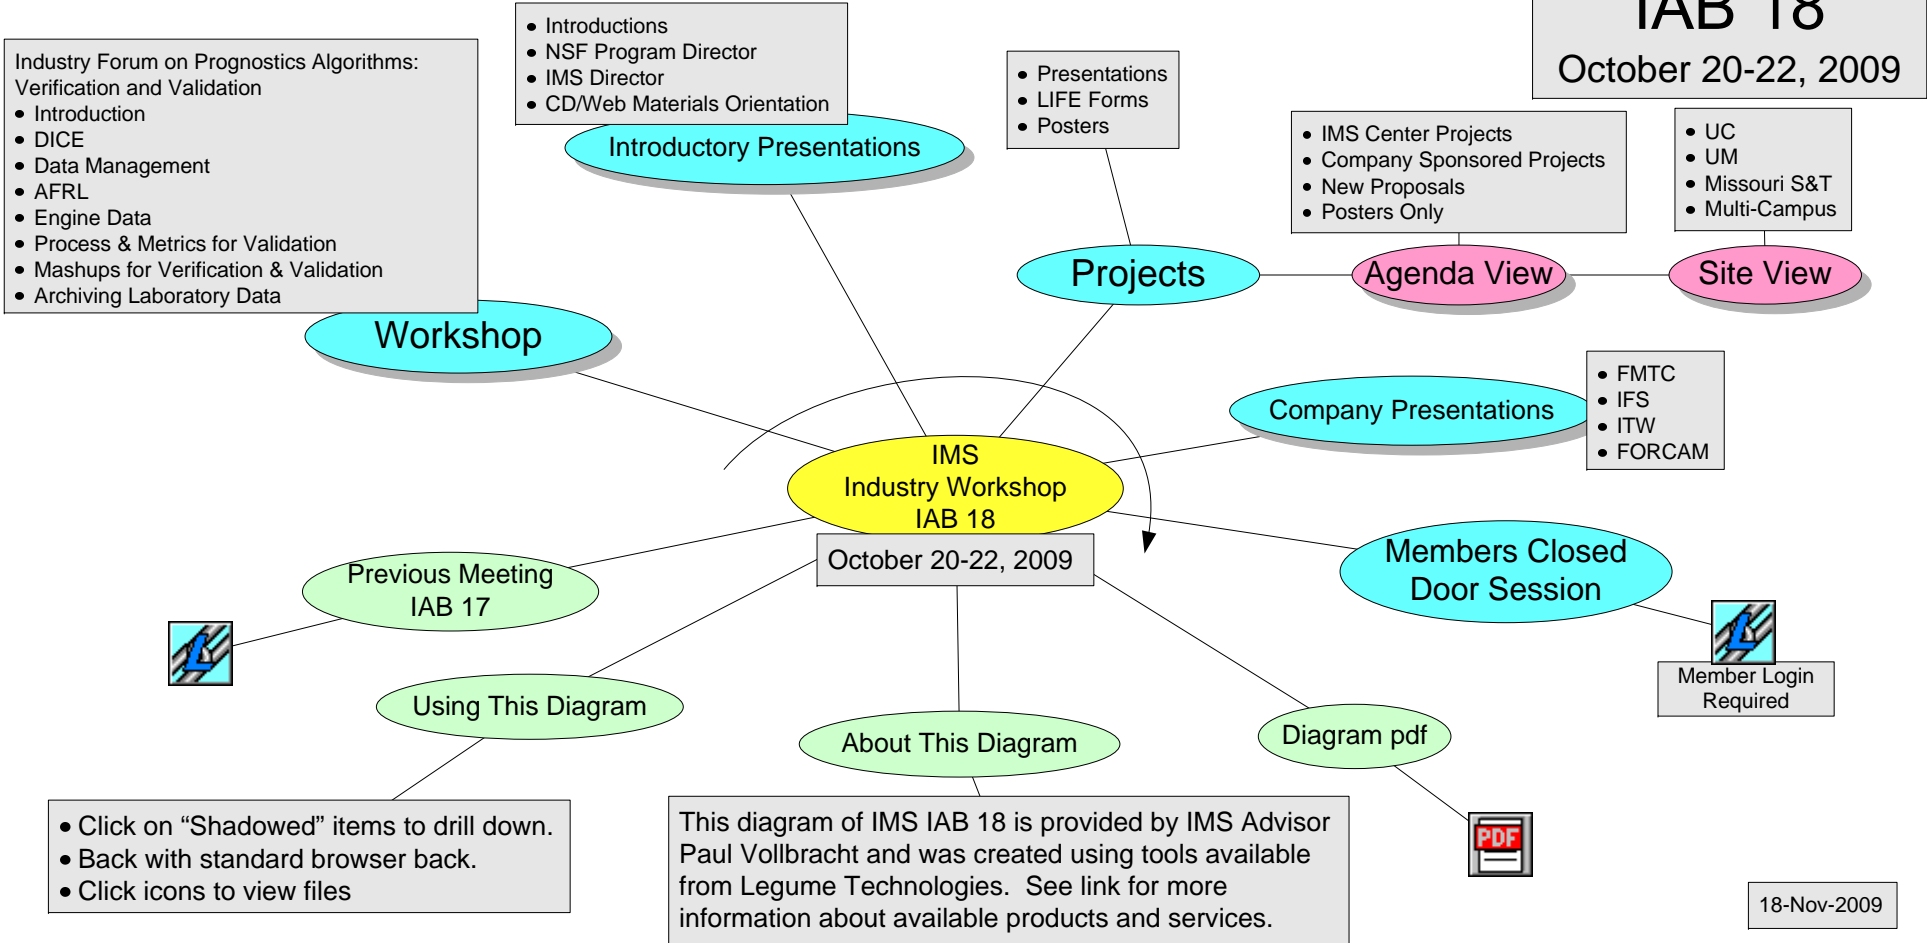 IAB 18
October 20-22, 2009
Industry Forum on Prognostics Algorithms:
Verification and Validation
• Introduction
• DICE
• Data Management
• AFRL
• Engine Data
• Process & Metrics for Validation
• Mashups for Verification & Validation
• Archiving Laboratory Data
Workshop
• Introductions
• NSF Program Director
• IMS Director
• CD/Web Materials Orientation
Introductory Presentations
• Presentations
• LIFE Forms
• Posters
Projects
• IMS Center Projects
• Company Sponsored Projects
• New Proposals
• Posters Only
Agenda View
• UC
• UM
• Missouri S&T
• Multi-Campus
Site View
Company Presentations
• FMTC
• IFS
• ITW
• FORCAM
IMS
Industry Workshop
IAB 18
October 20-22, 2009
Members Closed
Door Session
L
Member Login
Required
Previous Meeting
IAB 17
L
Using This Diagram
• Click on “Shadowed” items to drill down.
• Back with standard browser back.
• Click icons to view files
About This Diagram
This diagram of IMS IAB 18 is provided by IMS Advisor
Paul Vollbracht and was created using tools available
from Legume Technologies.  See link for more
information about available products and services.
Diagram pdf
PDF
18-Nov-2009